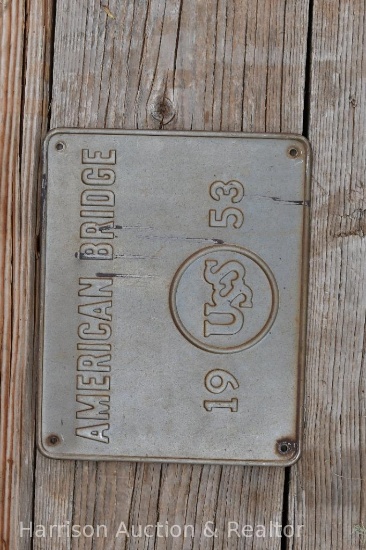 AMERICAN BRIDGE
19 USS 53
Harrison Auction & Realtor